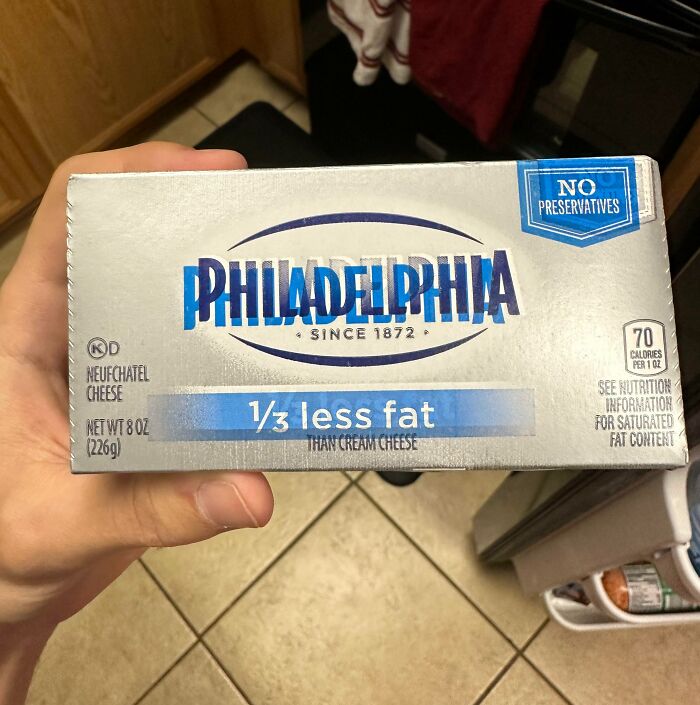 NO
PRESERVATIVES
PHILADELPHIA
• SINCE 1872 •
K D
NEUFCHATEL
CHEESE
NET WT 8 OZ
(226g)
1/3 less fat
THAN CREAM CHEESE
70
CALORIES
PER 1 OZ
SEE NUTRITION
INFORMATION
FOR SATURATED
FAT CONTENT